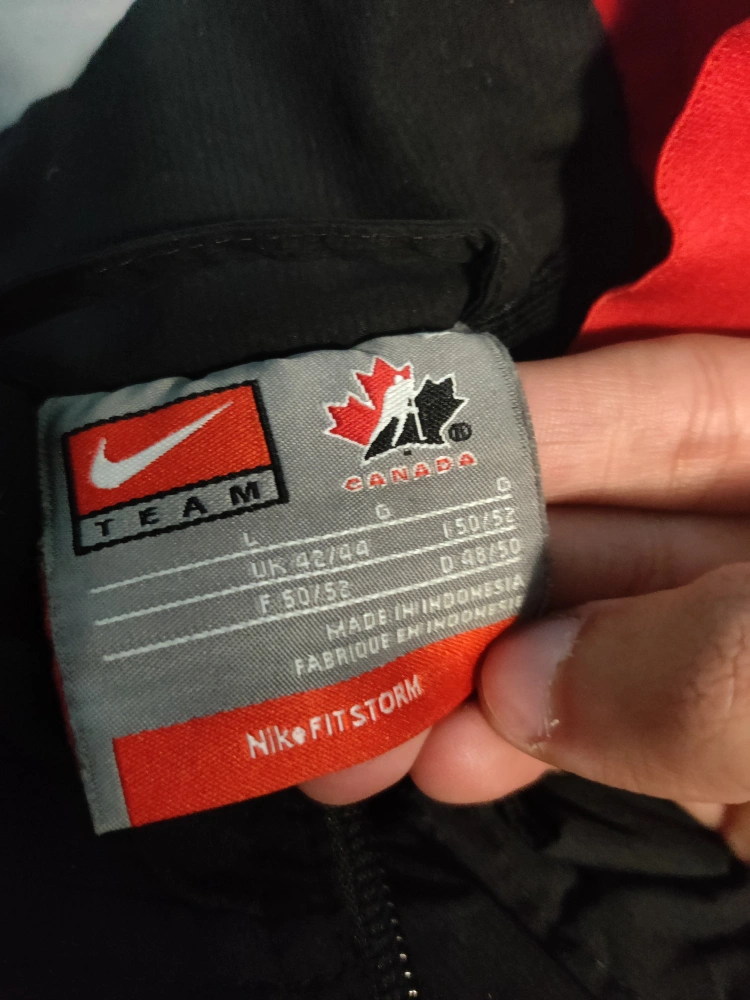 TEAM
CANADA
L G G
UK 42/44 I 50/52
F 50/52 D 48/50
MADE IN INDONESIA
FABRIQUE EN INDONESIE
Nike FIT STORM